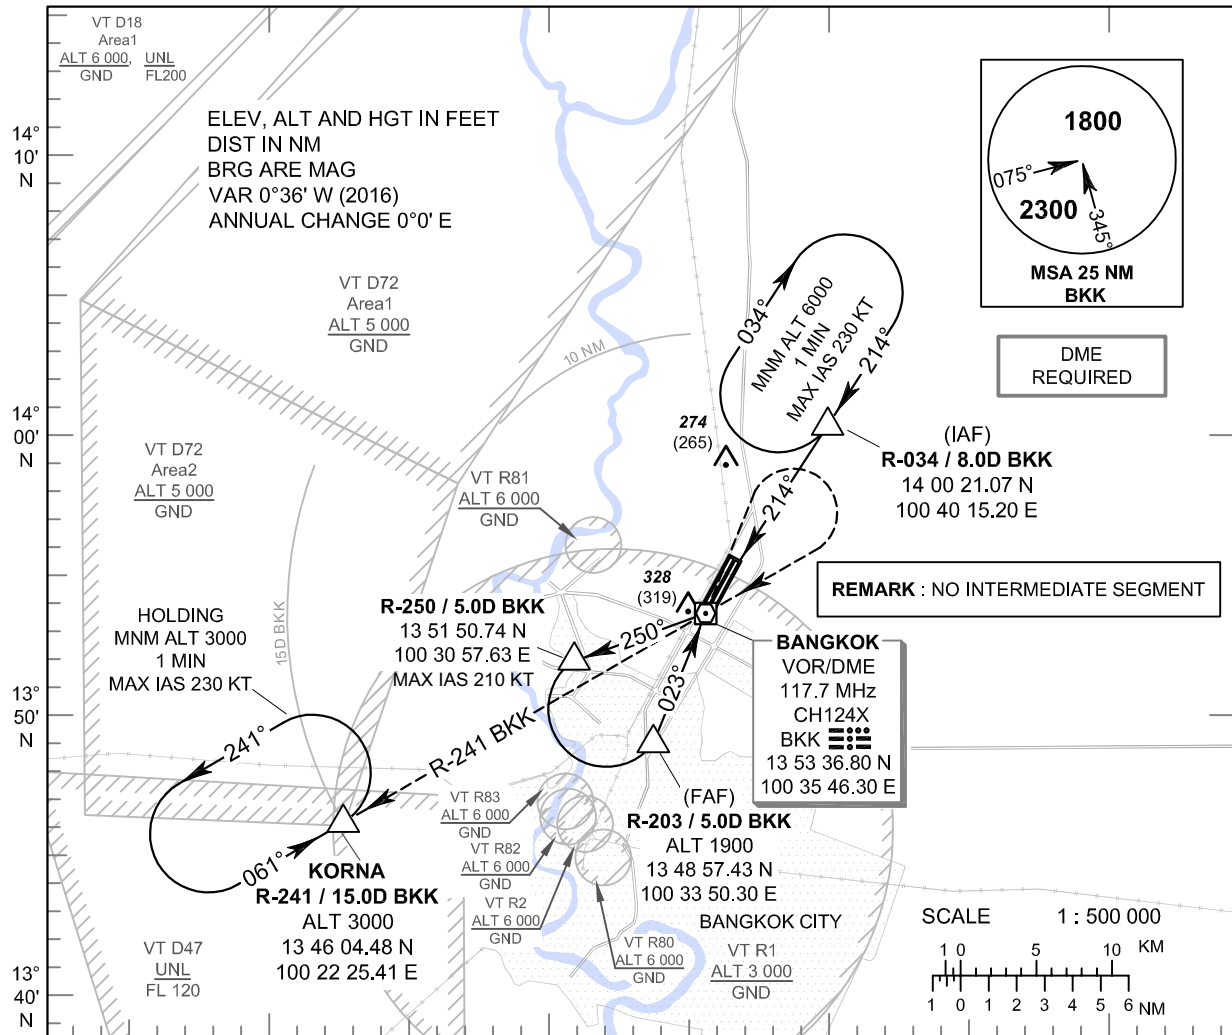 VT D18
Area1
ALT 6 000, UNL
GND FL200
14°
10'
N
ELEV, ALT AND HGT IN FEET
DIST IN NM
BRG ARE MAG
VAR 0°36' W (2016)
ANNUAL CHANGE 0°0' E
1800
075°
2300
345°
MSA 25 NM
BKK
DME
REQUIRED
VT D72
Area1
ALT 5 000
GND
10 NM
034°
MNM ALT 6000
1 MIN
MAX IAS 230 KT
214°
14°
00'
N
274
(265)
(IAF)
R-034 / 8.0D BKK
14 00 21.07 N
100 40 15.20 E
VT D72
Area2
ALT 5 000
GND
VT R81
ALT 6 000
GND
214°
REMARK : NO INTERMEDIATE SEGMENT
328
(319)
R-250 / 5.0D BKK
13 51 50.74 N
100 30 57.63 E
MAX IAS 210 KT
250°
HOLDING
MNM ALT 3000
1 MIN
MAX IAS 230 KT
15D BKK
BANGKOK
VOR/DME
117.7 MHz
CH124X
BKK
13 53 36.80 N
100 35 46.30 E
13°
50'
N
023°
R-241 BKK
241°
061°
VT R83
ALT 6 000
GND
VT R82
ALT 6 000
GND
VT R2
ALT 6 000
GND
(FAF)
R-203 / 5.0D BKK
ALT 1900
13 48 57.43 N
100 33 50.30 E
KORNA
R-241 / 15.0D BKK
ALT 3000
13 46 04.48 N
100 22 25.41 E
BANGKOK CITY
VT R80
ALT 6 000
GND
VT R1
ALT 3 000
GND
VT D47
UNL
FL 120
13°
40'
N
SCALE 1 : 500 000
1 0 5 10 KM
1 0 1 2 3 4 5 6 NM